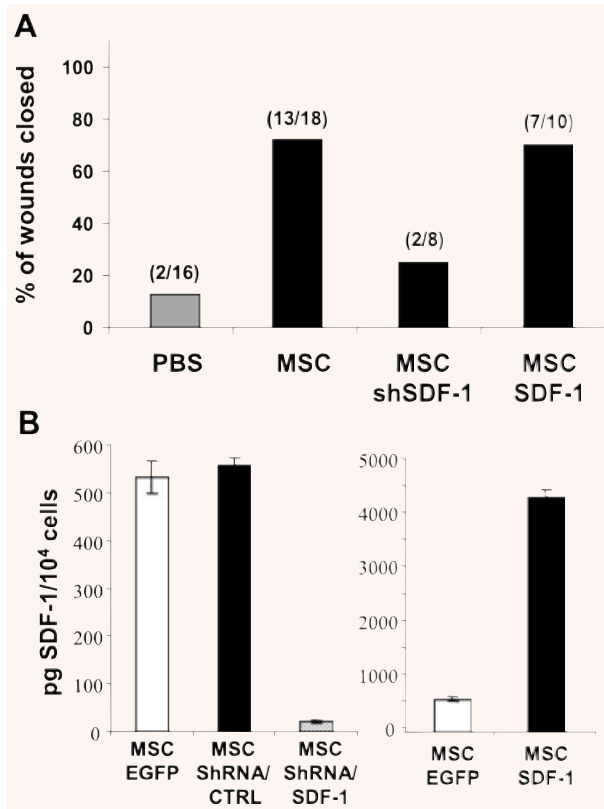 A
% of wounds closed
100
80
60
40
20
0
(2/16)
(13/18)
(2/8)
(7/10)
PBS
MSC
MSC
shSDF-1
MSC
SDF-1
B
pg SDF-1/10⁴ cells
600
500
400
300
200
100
0
MSC
EGFP
MSC
ShRNA/
CTRL
MSC
ShRNA/
SDF-1
5000
4000
3000
2000
1000
0
MSC
EGFP
MSC
SDF-1